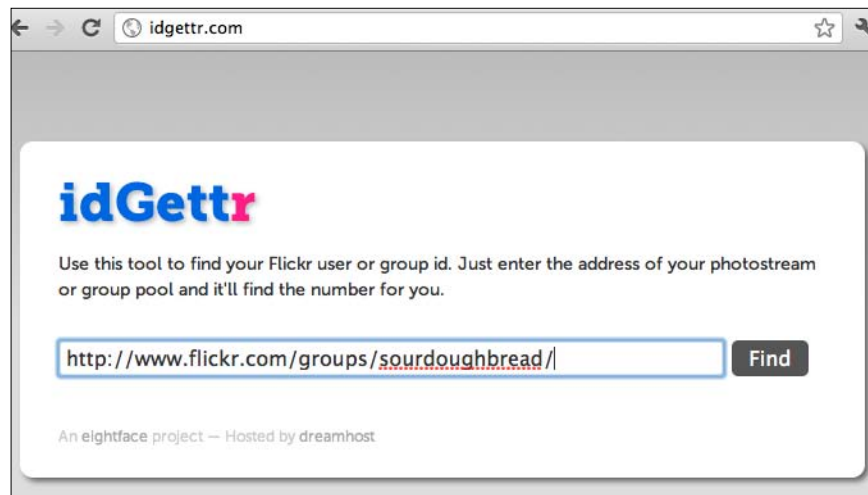 idgettr.com
idGettr
Use this tool to find your Flickr user or group id. Just enter the address of your photostream
or group pool and it'll find the number for you.
http://www.flickr.com/groups/sourdoughbread/
Find
An eightface project — Hosted by dreamhost